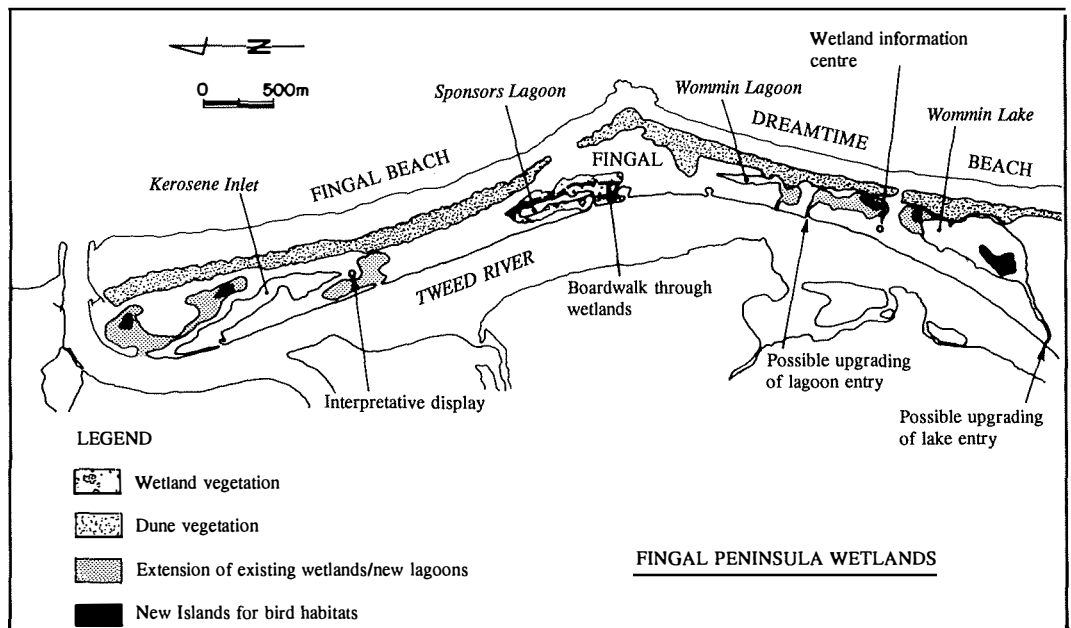 N
0 500m
Wetland information
centre
Sponsors Lagoon
Wommin Lagoon
Wommin Lake
DREAMTIME
BEACH
FINGAL
FINGAL BEACH
Kerosene Inlet
TWEED RIVER
Boardwalk through
wetlands
Interpretative display
Possible upgrading
of lagoon entry
Possible upgrading
of lake entry
LEGEND
Wetland vegetation
Dune vegetation
Extension of existing wetlands/new lagoons
New Islands for bird habitats
FINGAL PENINSULA WETLANDS